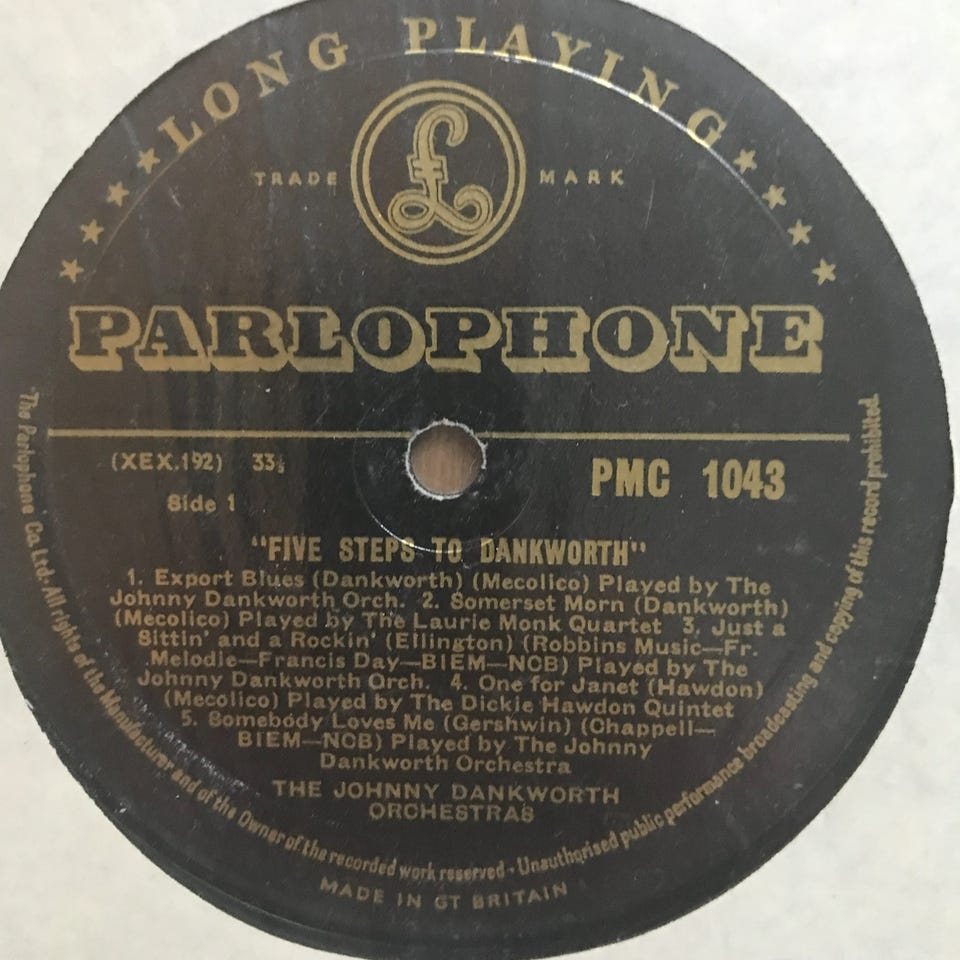 LONG PLAYING
TRADE £ MARK
PARLOPHONE
(XEX.192) 33⅓
PMC 1043
Side 1
"FIVE STEPS TO DANKWORTH"
1. Export Blues (Dankworth) (Mecolico) Played by The
Johnny Dankworth Orch. 2. Somerset Morn (Dankworth)
(Mecolico) Played by The Laurie Monk Quartet 3. Just a
Sittin' and a Rockin' (Ellington) (Robbins Music—Fr.
Melodie—Francis Day—BIEM—NCB) Played by The
Johnny Dankworth Orch. 4. One for Janet (Hawdon)
(Mecolico) Played by The Dickie Hawdon Quintet
5. Somebody Loves Me (Gershwin) (Chappell—
BIEM—NCB) Played by The Johnny
Dankworth Orchestra
THE JOHNNY DANKWORTH
ORCHESTRAS
The Parlophone Co. Ltd. All rights of the Manufacturer and of the Owner of the recorded work reserved · Unauthorised public performance broadcasting and copying of this record prohibited.
MADE IN GT BRITAIN